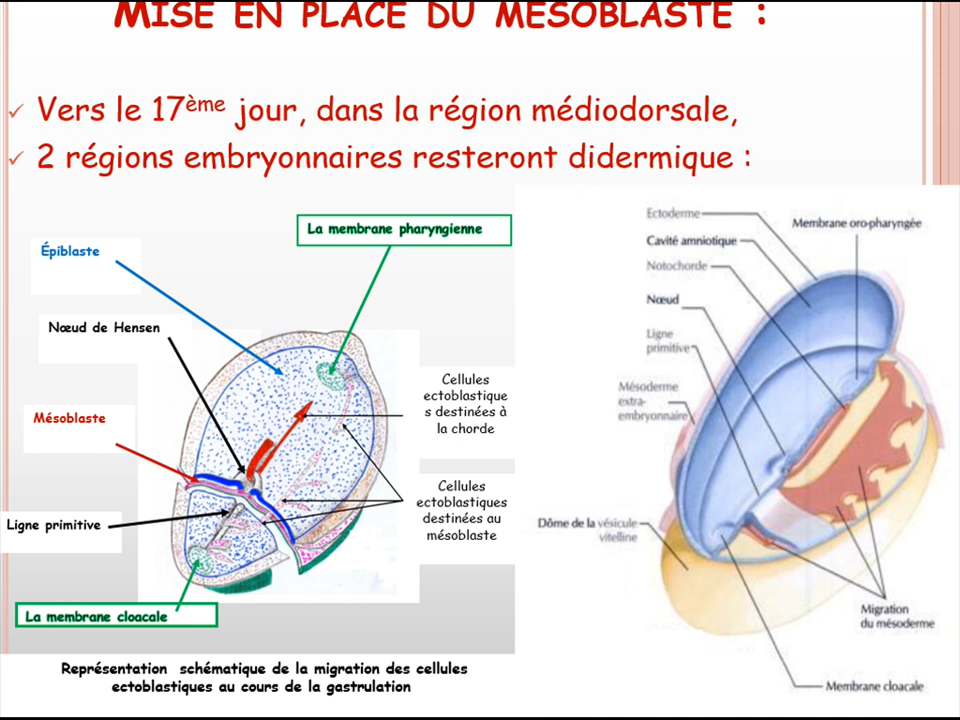 MISE EN PLACE DU MESOBLASTE :
✓ Vers le 17ème jour, dans la région médiodorsale,
✓ 2 régions embryonnaires resteront didermique :
La membrane pharyngienne
Épiblaste
Nœud de Hensen
Mésoblaste
Ligne primitive
La membrane cloacale
Cellules
ectoblastique
s destinées à
la chorde
Cellules
ectoblastiques
destinées au
mésoblaste
Représentation schématique de la migration des cellules
ectoblastiques au cours de la gastrulation
Ectoderme
Membrane oro-pharyngée
Cavité amniotique
Notochorde
Nœud
Ligne
primitive
Mésoderme
extra-
embryonnaire
Dôme de la vésicule
vitelline
Migration
du mésoderme
Membrane cloacale